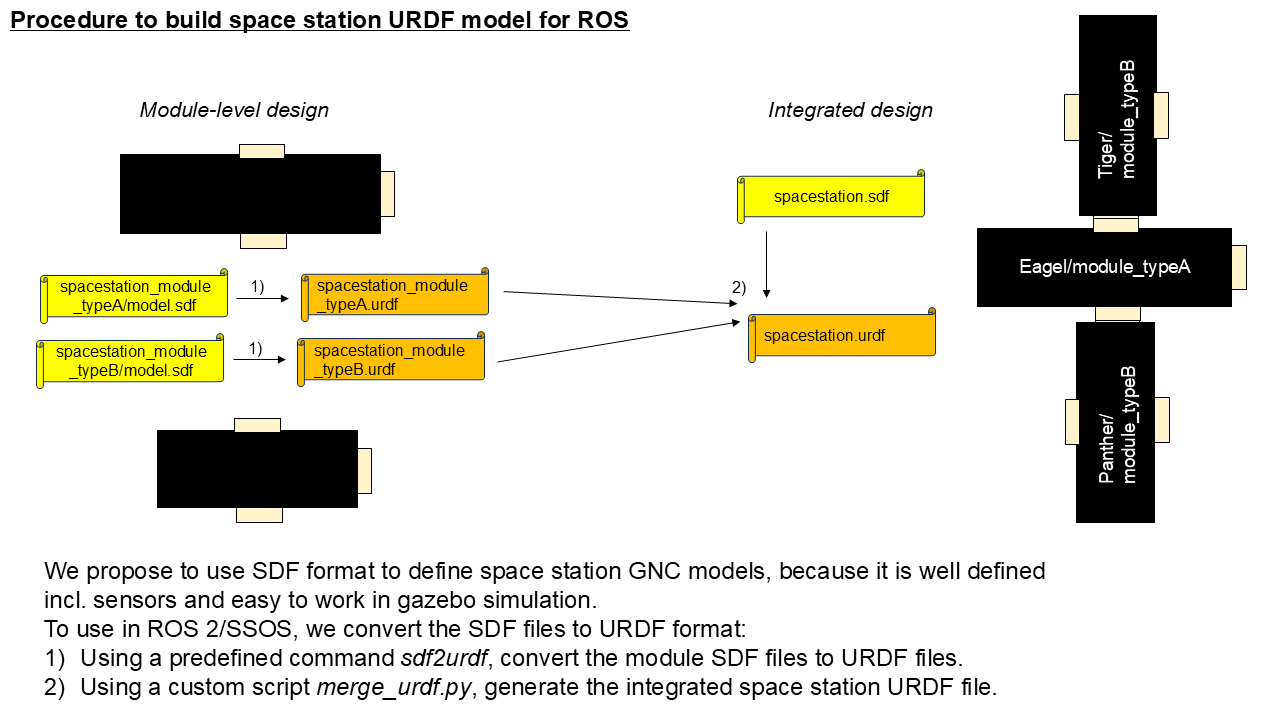 Procedure to build space station URDF model for ROS
Module-level design
Integrated design
spacestation_module
_typeA/model.sdf
1)
spacestation_module
_typeA.urdf
spacestation_module
_typeB/model.sdf
1)
spacestation_module
_typeB.urdf
spacestation.sdf
2)
spacestation.urdf
Tiger/
module_typeB
Eagel/module_typeA
Panther/
module_typeB
We propose to use SDF format to define space station GNC models, because it is well defined
incl. sensors and easy to work in gazebo simulation.
To use in ROS 2/SSOS, we convert the SDF files to URDF format:
1) Using a predefined command sdf2urdf, convert the module SDF files to URDF files.
2) Using a custom script merge_urdf.py, generate the integrated space station URDF file.